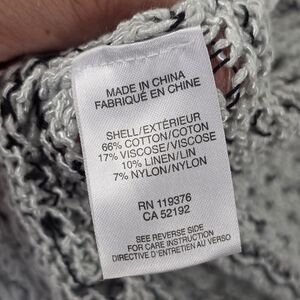 MADE IN CHINA
FABRIQUÉ EN CHINE
SHELL/EXTÉRIEUR
66% COTTON/COTON
17% VISCOSE/VISCOSE
10% LINEN/LIN
7% NYLON/NYLON
RN 119376
CA 52192
SEE REVERSE SIDE
FOR CARE INSTRUCTION
DIRECTIVE D'ENTRETIEN AU VERSO